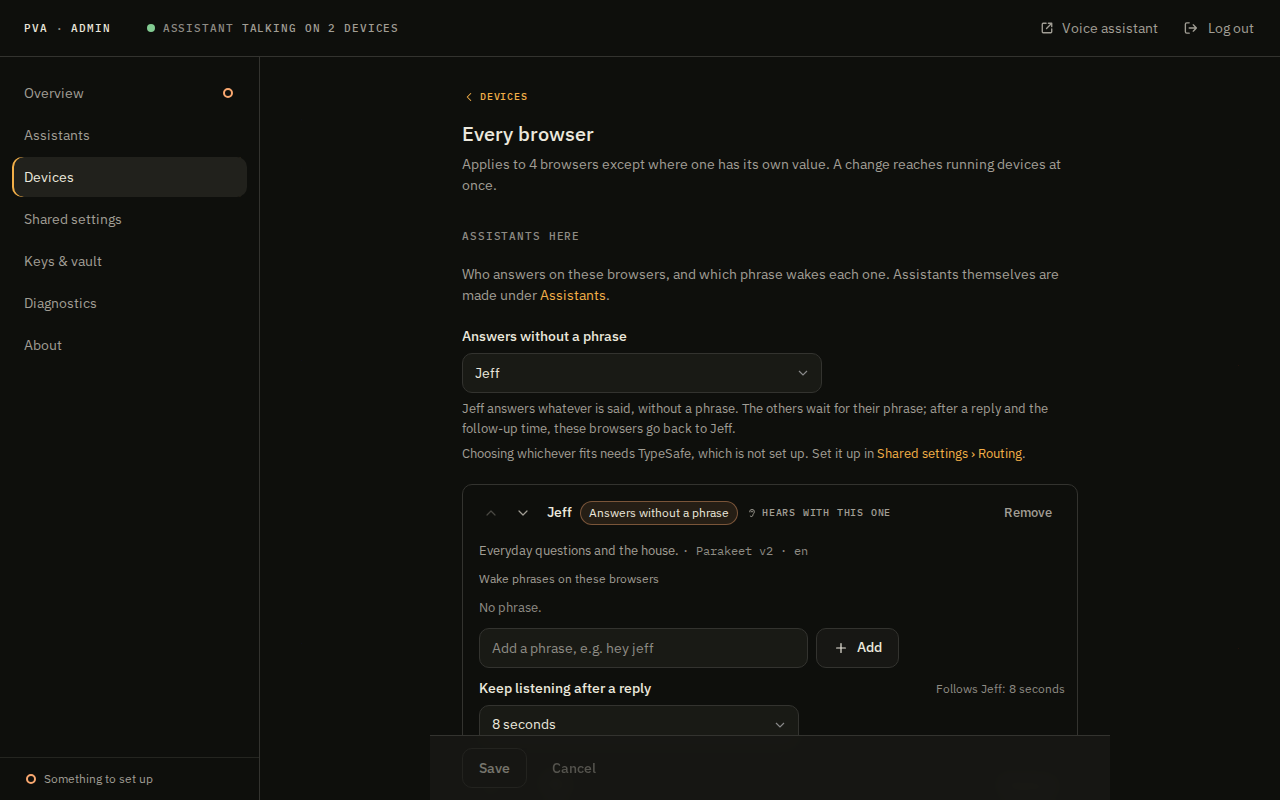 PVA · ADMIN
ASSISTANT TALKING ON 2 DEVICES
Voice assistant
Log out
Overview
Assistants
Devices
Shared settings
Keys & vault
Diagnostics
About
Something to set up
DEVICES
Every browser
Applies to 4 browsers except where one has its own value. A change reaches running devices at
once.
ASSISTANTS HERE
Who answers on these browsers, and which phrase wakes each one. Assistants themselves are
made under Assistants.
Answers without a phrase
Jeff
Jeff answers whatever is said, without a phrase. The others wait for their phrase; after a reply and the
follow-up time, these browsers go back to Jeff.
Choosing whichever fits needs TypeSafe, which is not set up. Set it up in Shared settings › Routing.
Jeff Answers without a phrase HEARS WITH THIS ONE Remove
Everyday questions and the house. · Parakeet v2 · en
Wake phrases on these browsers
No phrase.
Add a phrase, e.g. hey jeff
Add
Keep listening after a reply Follows Jeff: 8 seconds
8 seconds
Save Cancel